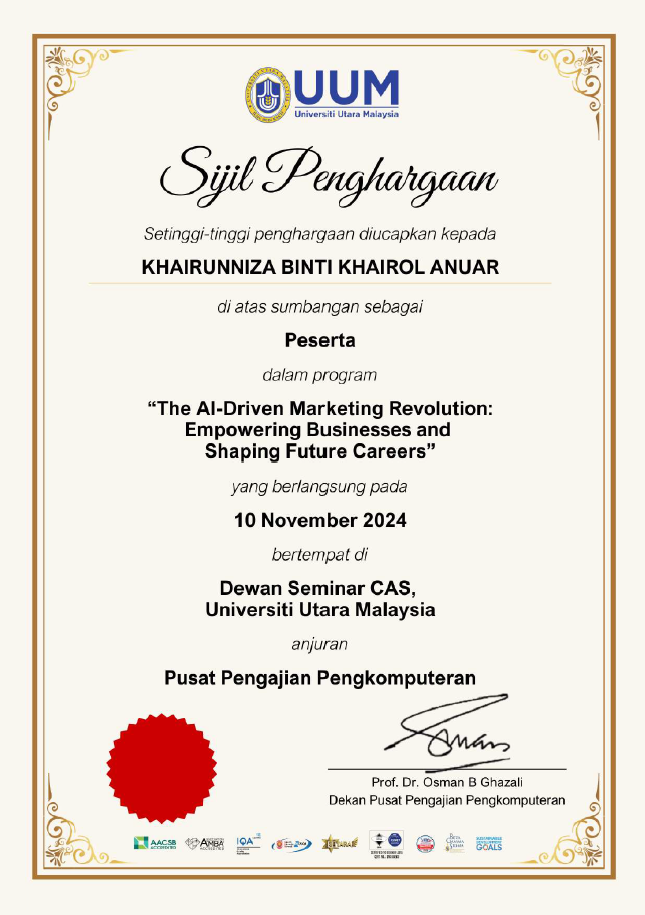 UUM
Universiti Utara Malaysia
Sijil Penghargaan
Setinggi-tinggi penghargaan diucapkan kepada
KHAIRUNNIZA BINTI KHAIROL ANUAR
di atas sumbangan sebagai
Peserta
dalam program
“The AI-Driven Marketing Revolution:
Empowering Businesses and
Shaping Future Careers”
yang berlangsung pada
10 November 2024
bertempat di
Dewan Seminar CAS,
Universiti Utara Malaysia
anjuran
Pusat Pengajian Pengkomputeran
Prof. Dr. Osman B Ghazali
Dekan Pusat Pengajian Pengkomputeran
AACSB
ACCREDITED
AMBA
ACCREDITED
IQA
SETARA
SUSTAINABLE
DEVELOPMENT
GOALS